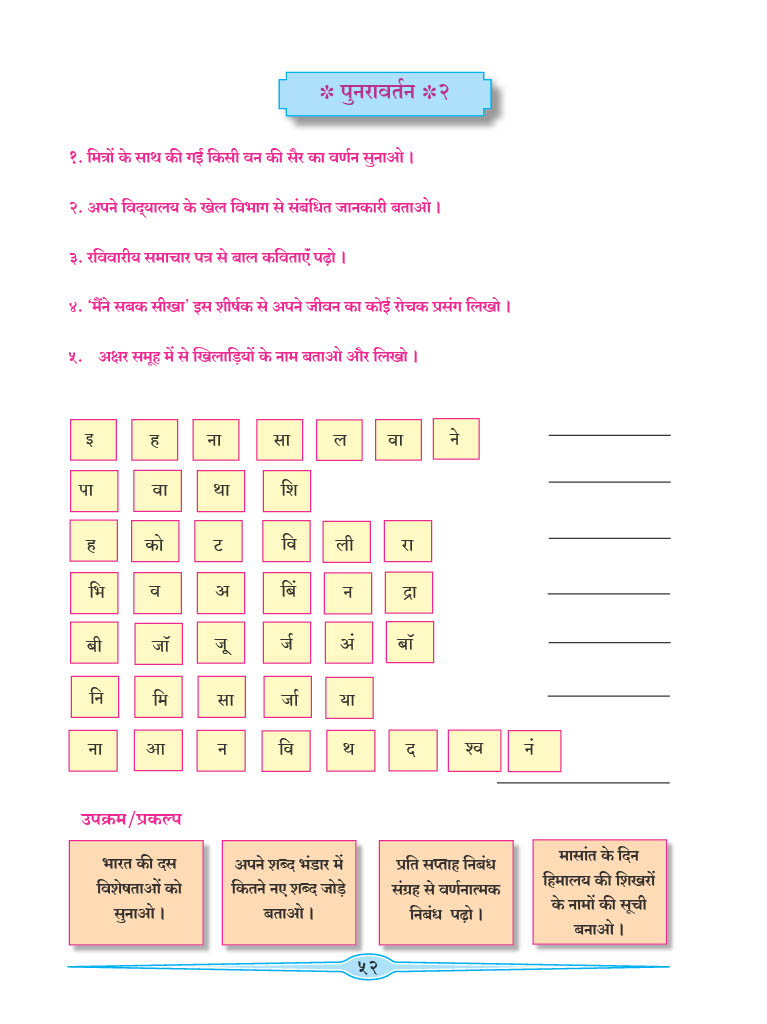 * पुनरावर्तन * २
१. मित्रों के साथ की गई किसी वन की सैर का वर्णन सुनाओ ।
२. अपने विद्यालय के खेल विभाग से संबंधित जानकारी बताओ ।
३. रविवारीय समाचार पत्र से बाल कविताएँ पढ़ो ।
४. ‘मैंने सबक सीखा’ इस शीर्षक से अपने जीवन का कोई रोचक प्रसंग लिखो ।
५. अक्षर समूह में से खिलाड़ियों के नाम बताओ और लिखो ।
इ ह ना सा ल वा ने
पा वा था शि
ह को ट वि ली रा
भि व अ बिं न द्रा
बी जॉ जू र्ज अं बॉ
नि मि सा र्जा या
ना आ न वि थ द श्व नं
उपक्रम/प्रकल्प
भारत की दस
विशेषताओं को
सुनाओ ।
अपने शब्द भंडार में
कितने नए शब्द जोड़े
बताओ ।
प्रति सप्ताह निबंध
संग्रह से वर्णनात्मक
निबंध पढ़ो ।
मासांत के दिन
हिमालय की शिखरों
के नामों की सूची
बनाओ ।
५२